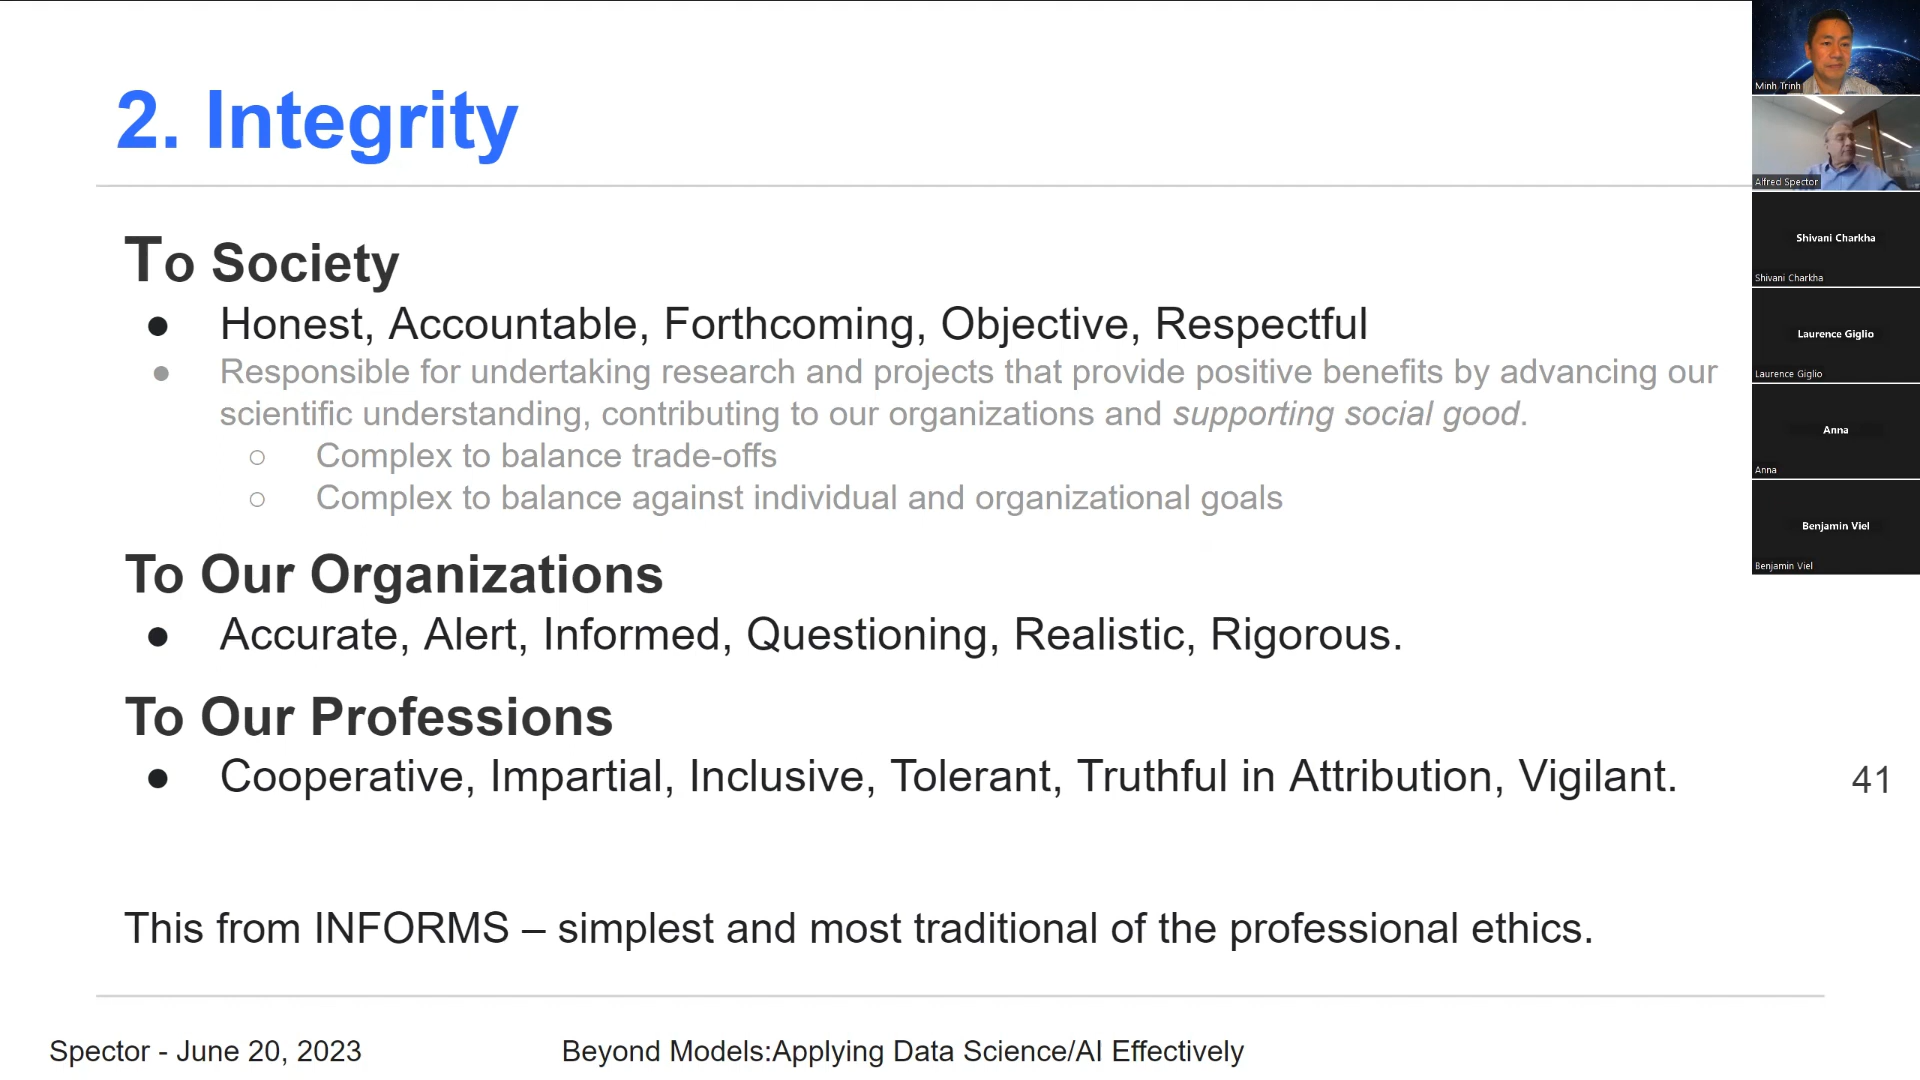 2. Integrity
To Society
● Honest, Accountable, Forthcoming, Objective, Respectful
● Responsible for undertaking research and projects that provide positive benefits by advancing our
scientific understanding, contributing to our organizations and supporting social good.
○ Complex to balance trade-offs
○ Complex to balance against individual and organizational goals
To Our Organizations
● Accurate, Alert, Informed, Questioning, Realistic, Rigorous.
To Our Professions
● Cooperative, Impartial, Inclusive, Tolerant, Truthful in Attribution, Vigilant.
41
This from INFORMS – simplest and most traditional of the professional ethics.
Spector - June 20, 2023
Beyond Models:Applying Data Science/AI Effectively
Minh Trinh
Alfred Spector
Shivani Charkha
Shivani Charkha
Laurence Giglio
Laurence Giglio
Anna
Anna
Benjamin Viel
Benjamin Viel